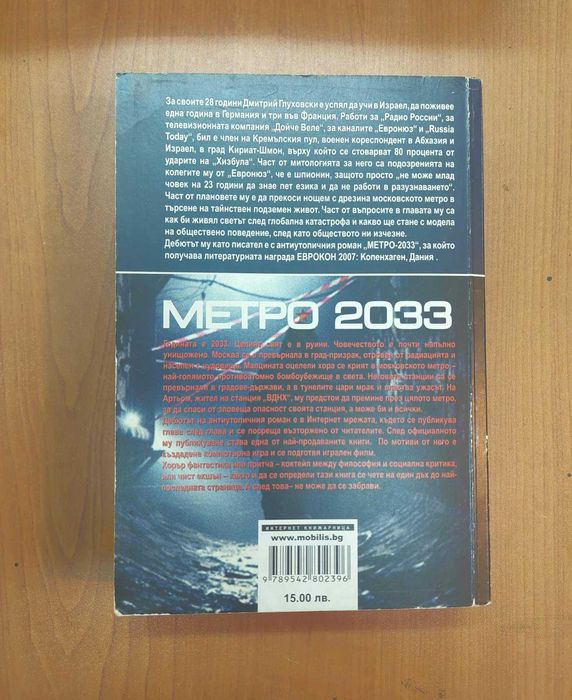 За своите 28 години Дмитрий Глуховски е успял да учи в Израел, да поживее
една година в Германия и три във Франция. Работи за „Радио России“, за
телевизионната компания „Дойче Веле“, за каналите „Евронюз“ и „Russia
Today“, бил е член на Кремълския пул, военен кореспондент в Абхазия и
Израел, в град Кириат-Шмон, върху който се стоварват 80 процента от
ударите на „Хизбула“. Част от митологията за него са подозренията на
колегите му от „Евронюз“, че е шпионин, защото просто „не може млад
човек на 23 години да знае пет езика и да не работи в разузнаването“.
Част от плановете му е да прекоси нощем с дрезина московското метро в
търсене на тайнствен подземен живот. Част от въпросите в главата му са
как би живял светът след глобална катастрофа и какво ще стане с модела
на обществено поведение, след като обществото ни изчезне.
Дебютът му като писател е с антиутопичния роман „МЕТРО-2033“, за който
получава литературната награда ЕВРОКОН 2007: Копенхаген, Дания .
МЕТРО 2033
Годината е 2033. Целият свят е в руини. Човечеството е почти напълно
унищожено. Москва се е превърнала в град-призрак, отровен от радиацията и
населен с чудовища. Малцината оцелели хора се крият в московското метро -
най-голямото противоатомно бомбоубежище в света. Неговите станции са се
превърнали в градове-държави, а в тунелите цари мрак и ужасът. На
Артьом, жител на станция "ВДНХ", му предстои да премине през цялото метро,
за да спаси от зловеща опасност своята станция, а може би и всички.
Дебютът на антиутопичния роман е в Интернет мрежата, където се публикува
глава след глава и се посреща възторжено от читателите. След официалното
му публикуване става една от най-продаваните книги. По мотиви от него е
създадена компютърна игра и се подготвя игрален филм.
Хорър фантастика или притча – коктейл между философия и социална критика,
или чист екшън – както и да се определи тази книга се чете на един дъх до най-
последната страница. А след това– не може да се забрави.
ИНТЕРНЕТ КНИЖАРНИЦА
www.mobilis.bg
9 789542 802396
15.00 лв.